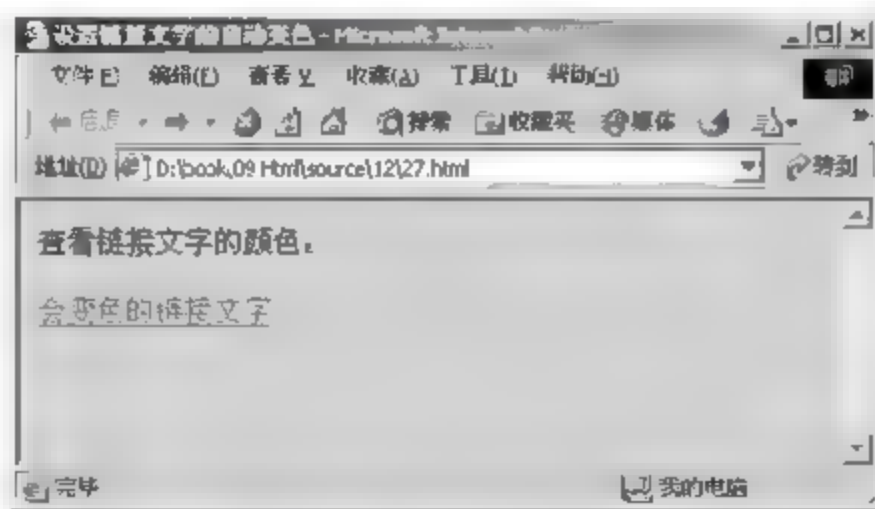 设置链接文字的自动变色 - Microsoft
文件 编辑(E) 查看 收藏(A) 工具(T) 帮助(H)
后退 搜索 收藏夹 媒体
地址(D) D:\book\09 Html\source\12\27.html 转到
查看链接文字的颜色。
会变色的链接文字
完毕 我的电脑